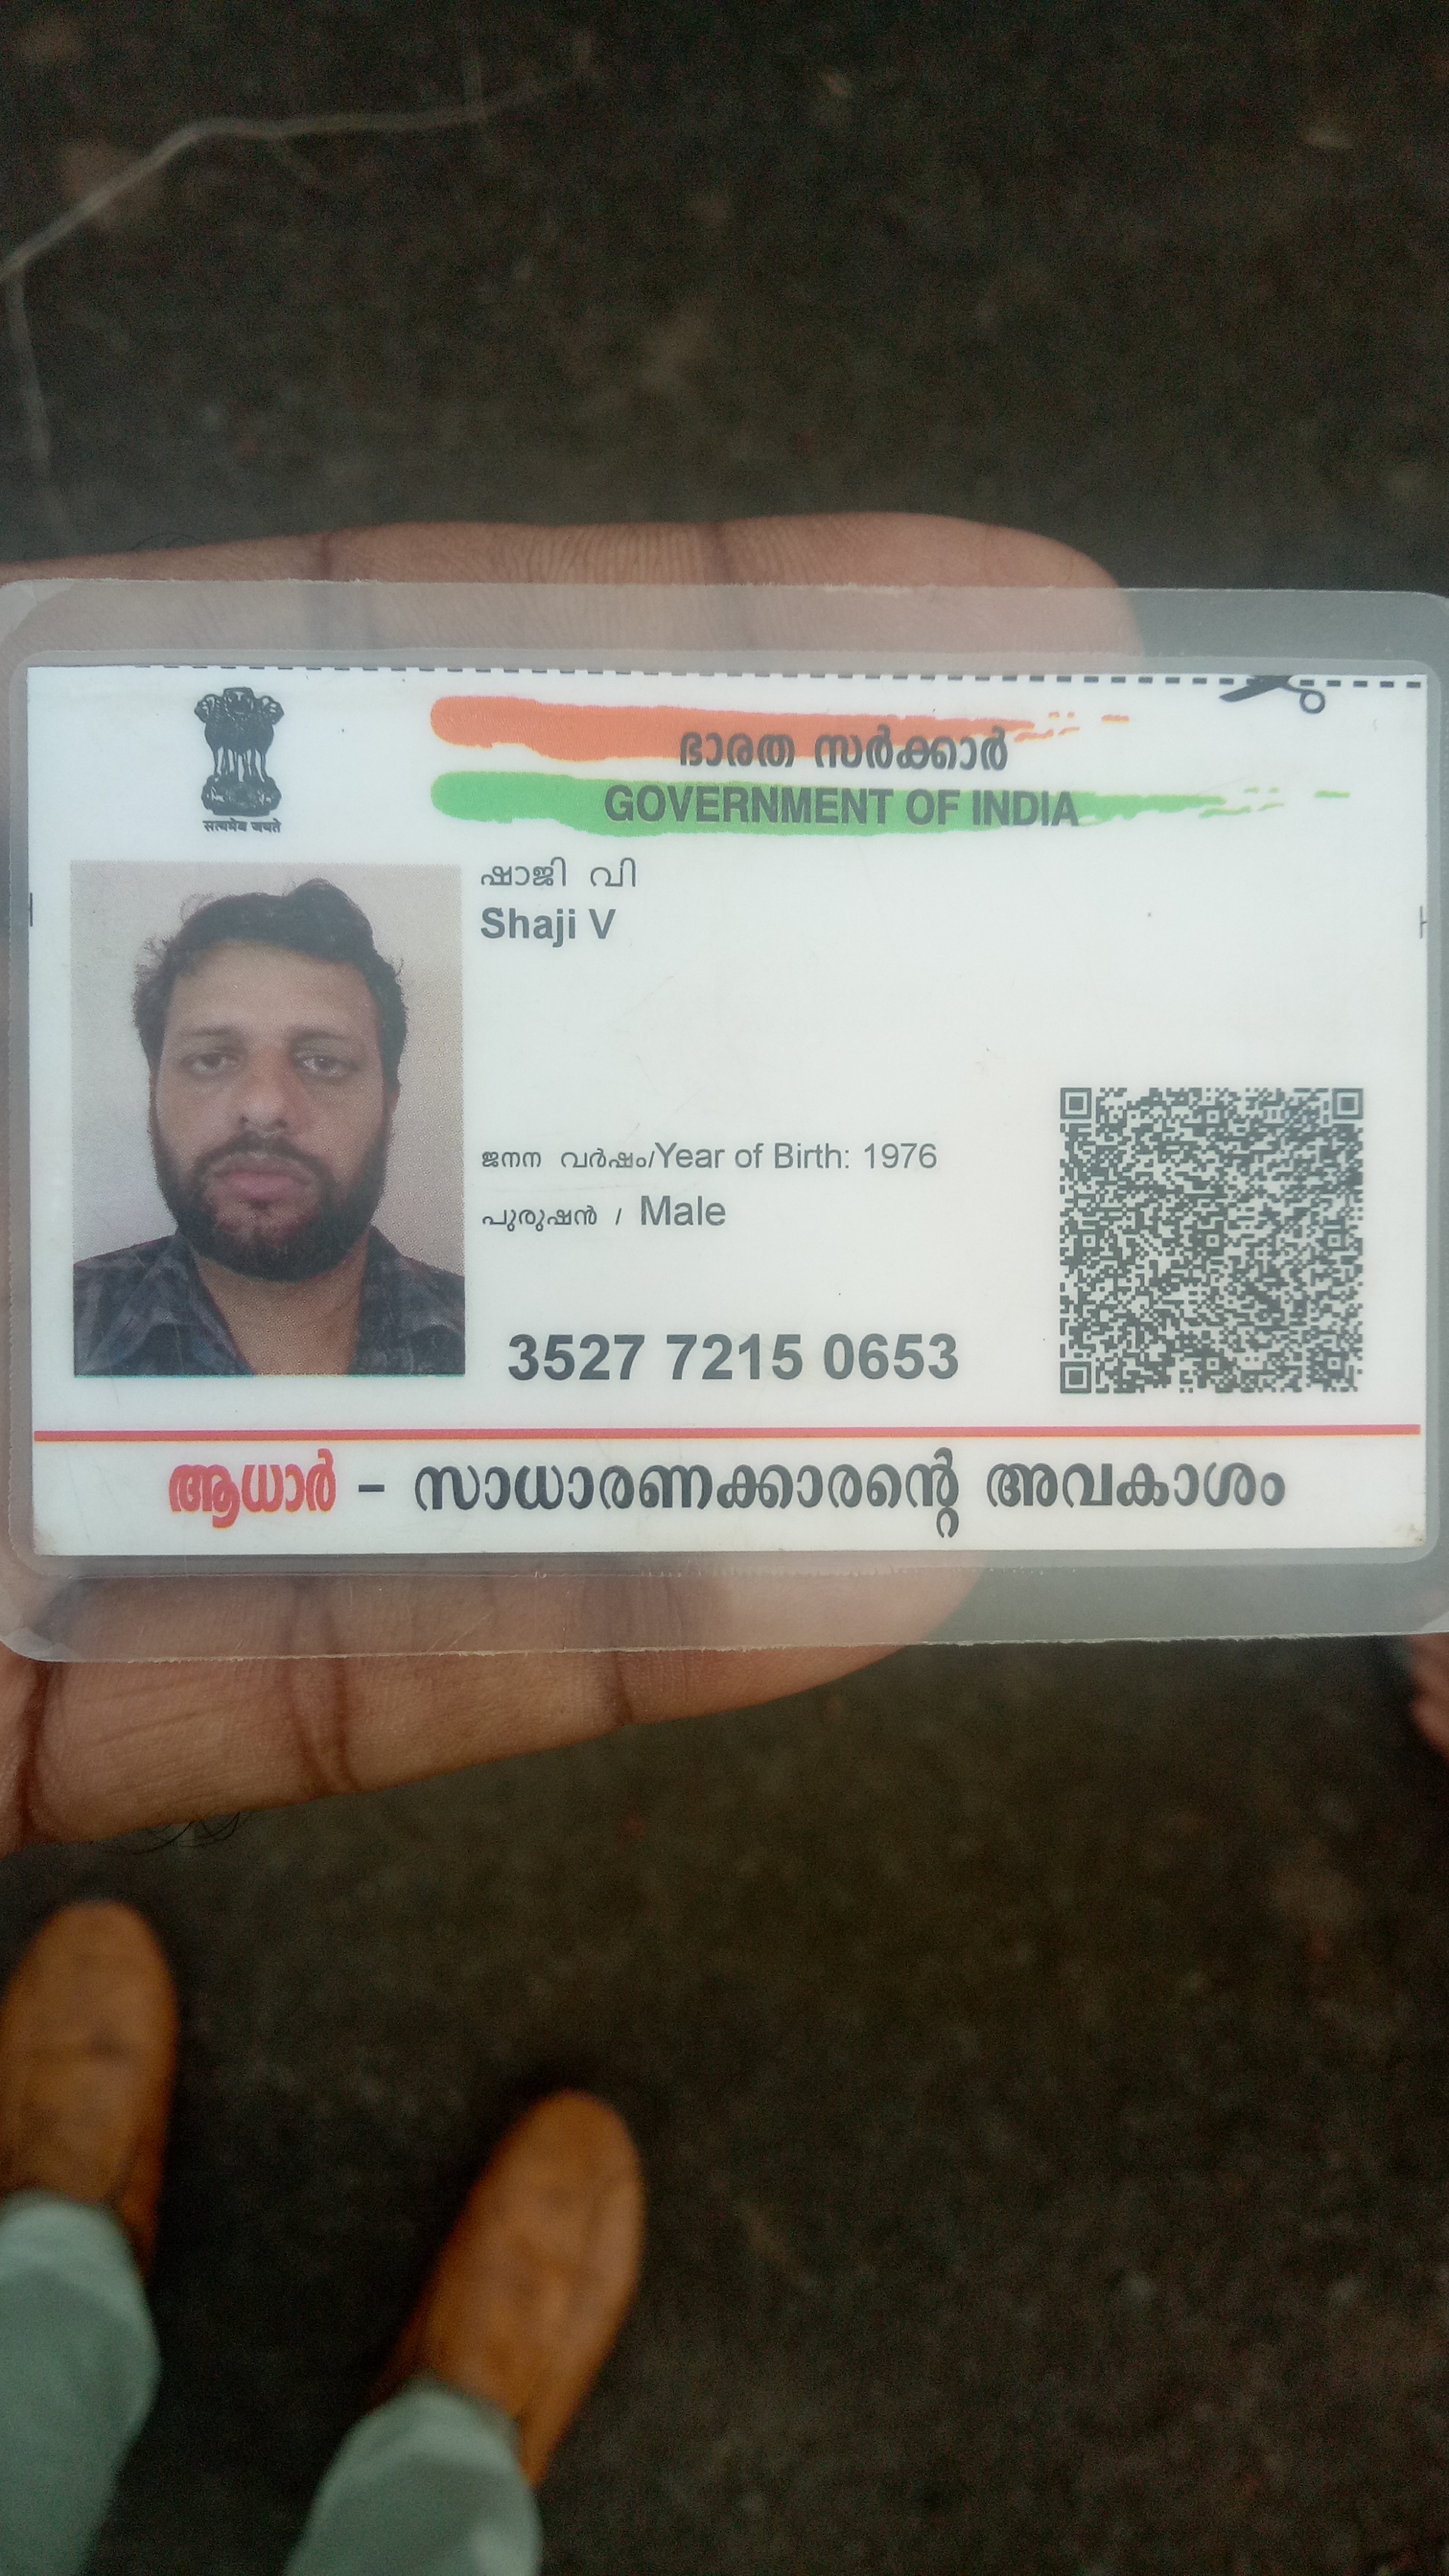 ഭാരത സർക്കാർ
GOVERNMENT OF INDIA
सत्यमेव जयते
ഷാജി വി
Shaji V
ജനന വർഷം/Year of Birth: 1976
പുരുഷൻ / Male
3527 7215 0653
ആധാർ - സാധാരണക്കാരന്റെ അവകാശം